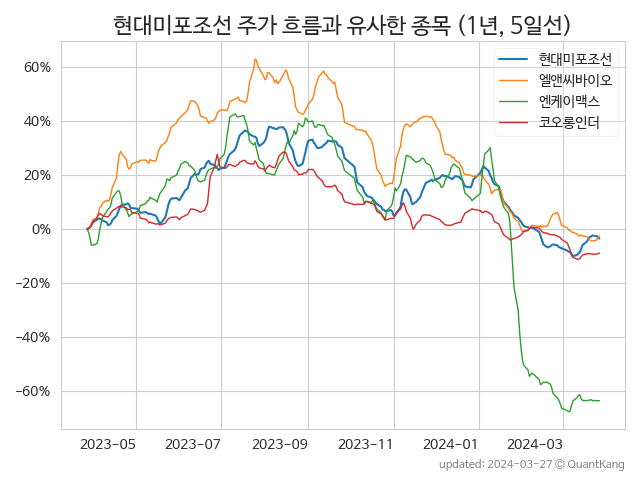 현대미포조선 주가 흐름과 유사한 종목 (1년, 5일선)
현대미포조선
엘앤씨바이오
엔케이맥스
코오롱인더
60%
40%
20%
0%
−20%
−40%
−60%
2023-05 2023-07 2023-09 2023-11 2024-01 2024-03
updated: 2024-03-27 © QuantKang